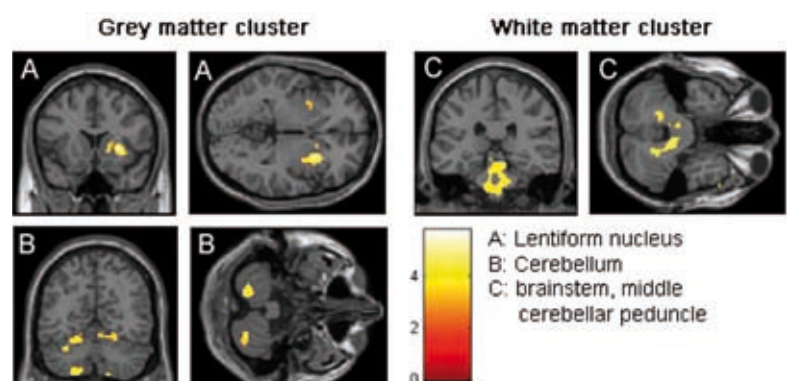 Grey matter cluster
White matter cluster
A
A
C
C
B
B
4
2
0
A: Lentiform nucleus
B: Cerebellum
C: brainstem, middle
cerebellar peduncle